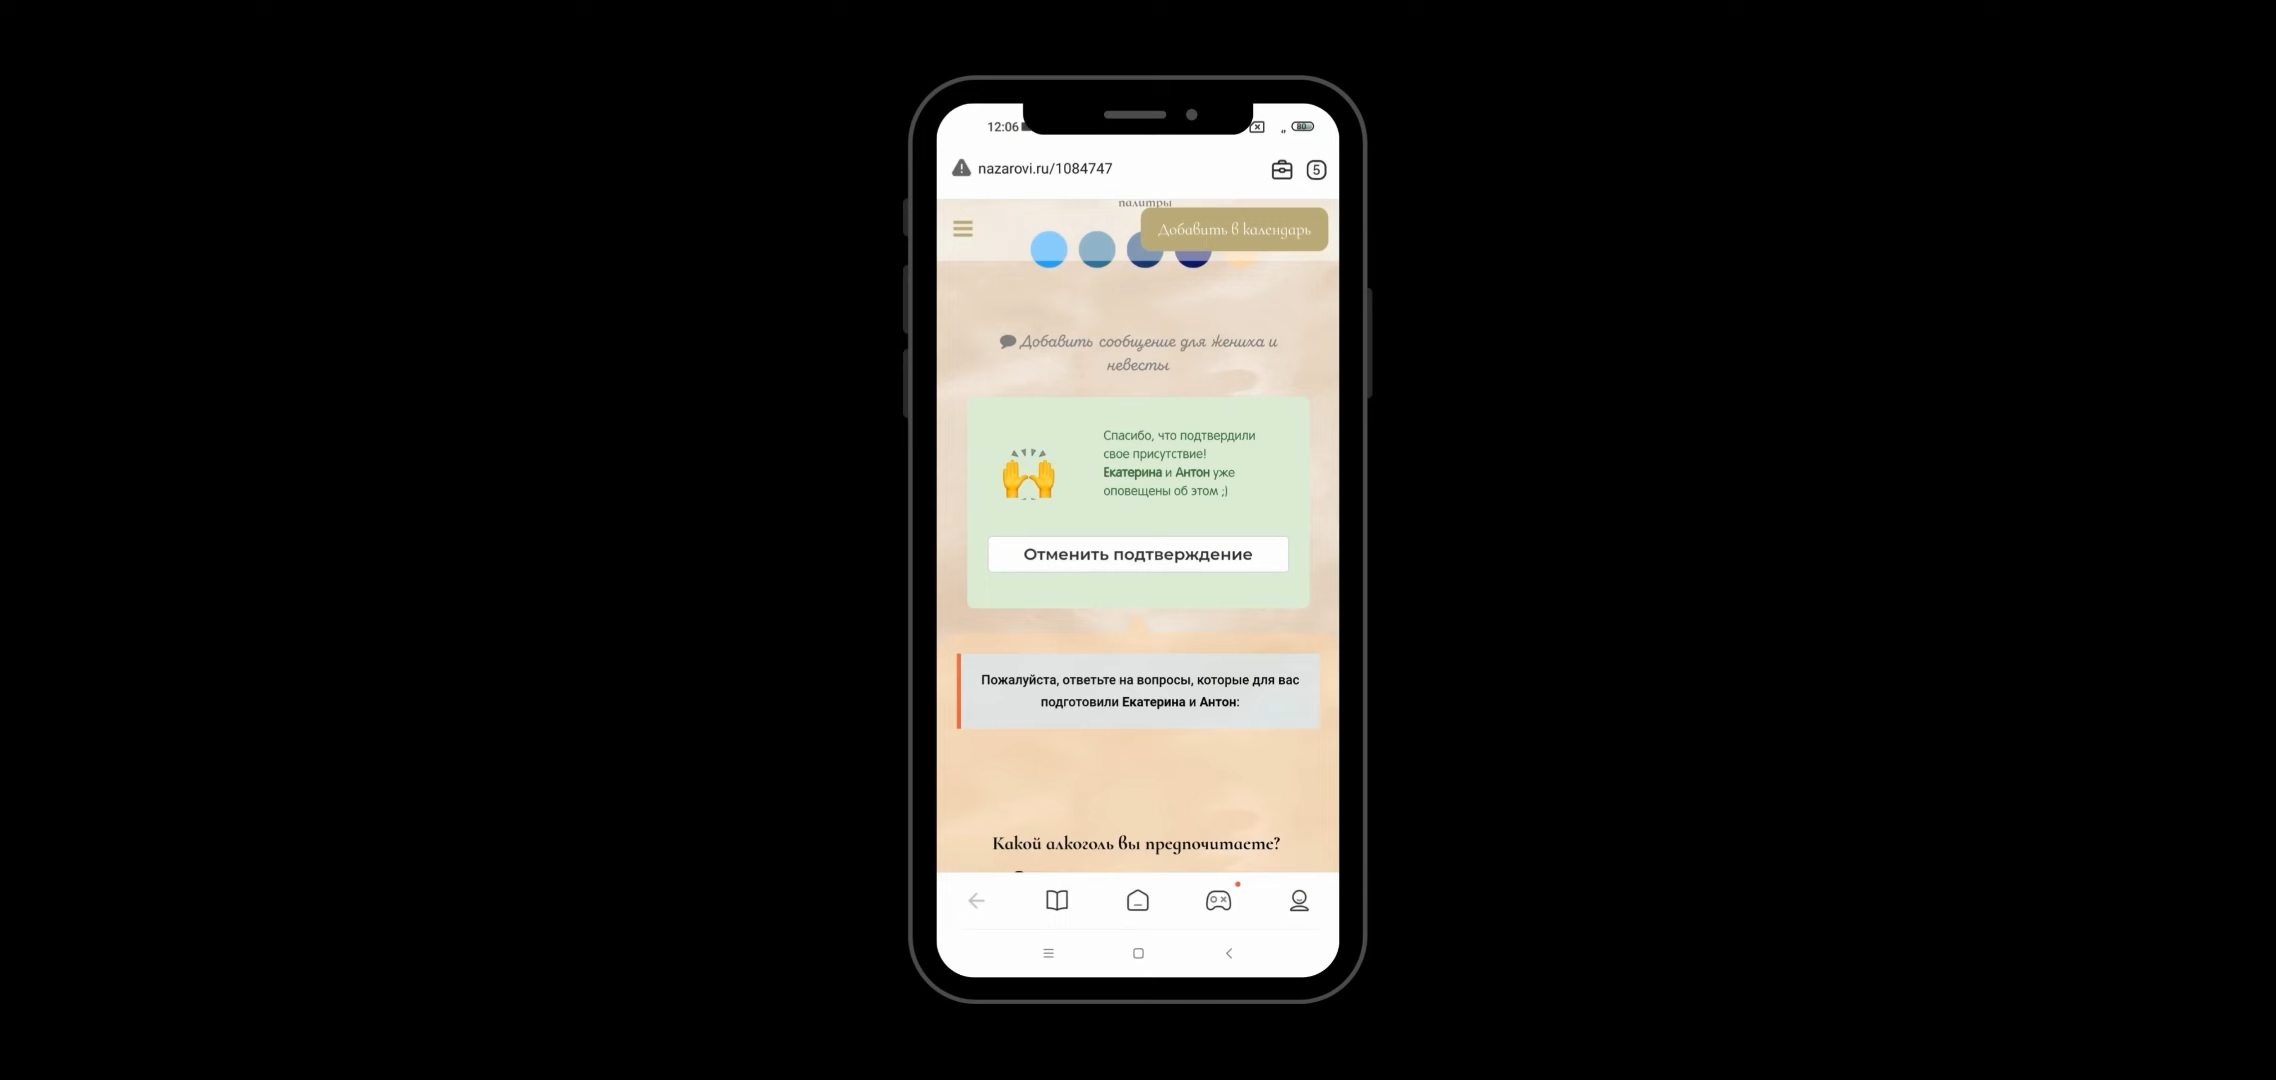 12:06
80
nazarovi.ru/1084747
5
палитры
Добавить в календарь
Добавить сообщение для жениха и
невесты
Спасибо, что подтвердили
свое присутствие!
Екатерина и Антон уже
оповещены об этом ;)
Отменить подтверждение
Пожалуйста, ответьте на вопросы, которые для вас
подготовили Екатерина и Антон:
Какой алкоголь вы предпочитаете?